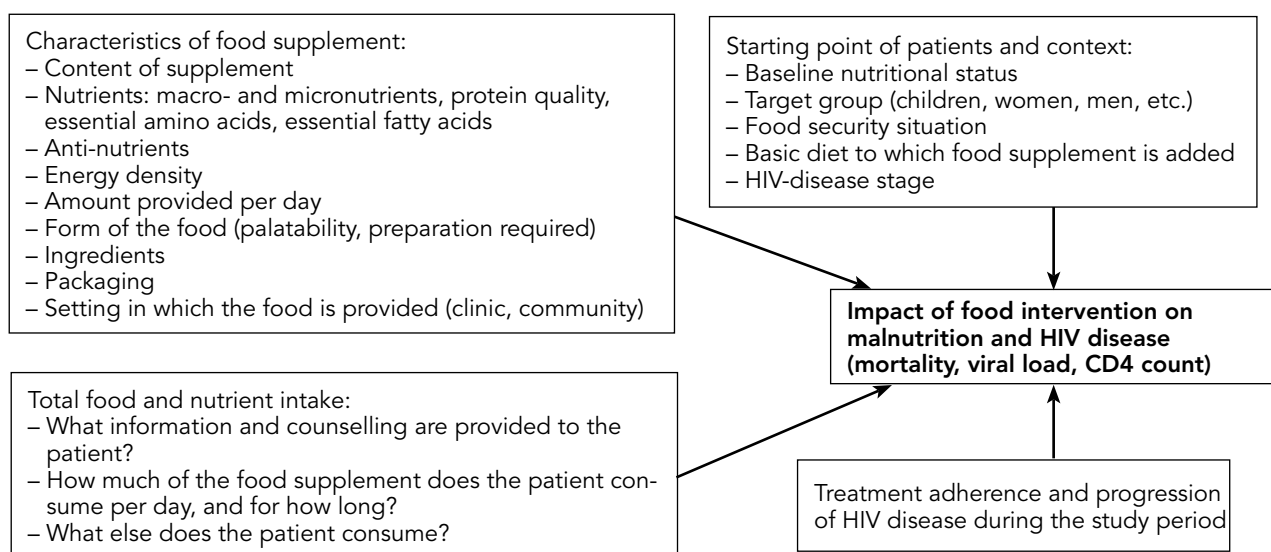 Characteristics of food supplement:
– Content of supplement
– Nutrients: macro- and micronutrients, protein quality,
essential amino acids, essential fatty acids
– Anti-nutrients
– Energy density
– Amount provided per day
– Form of the food (palatability, preparation required)
– Ingredients
– Packaging
– Setting in which the food is provided (clinic, community)
Starting point of patients and context:
– Baseline nutritional status
– Target group (children, women, men, etc.)
– Food security situation
– Basic diet to which food supplement is added
– HIV-disease stage
Impact of food intervention on
malnutrition and HIV disease
(mortality, viral load, CD4 count)
Total food and nutrient intake:
– What information and counselling are provided to the
patient?
– How much of the food supplement does the patient con-
sume per day, and for how long?
– What else does the patient consume?
Treatment adherence and progression
of HIV disease during the study period